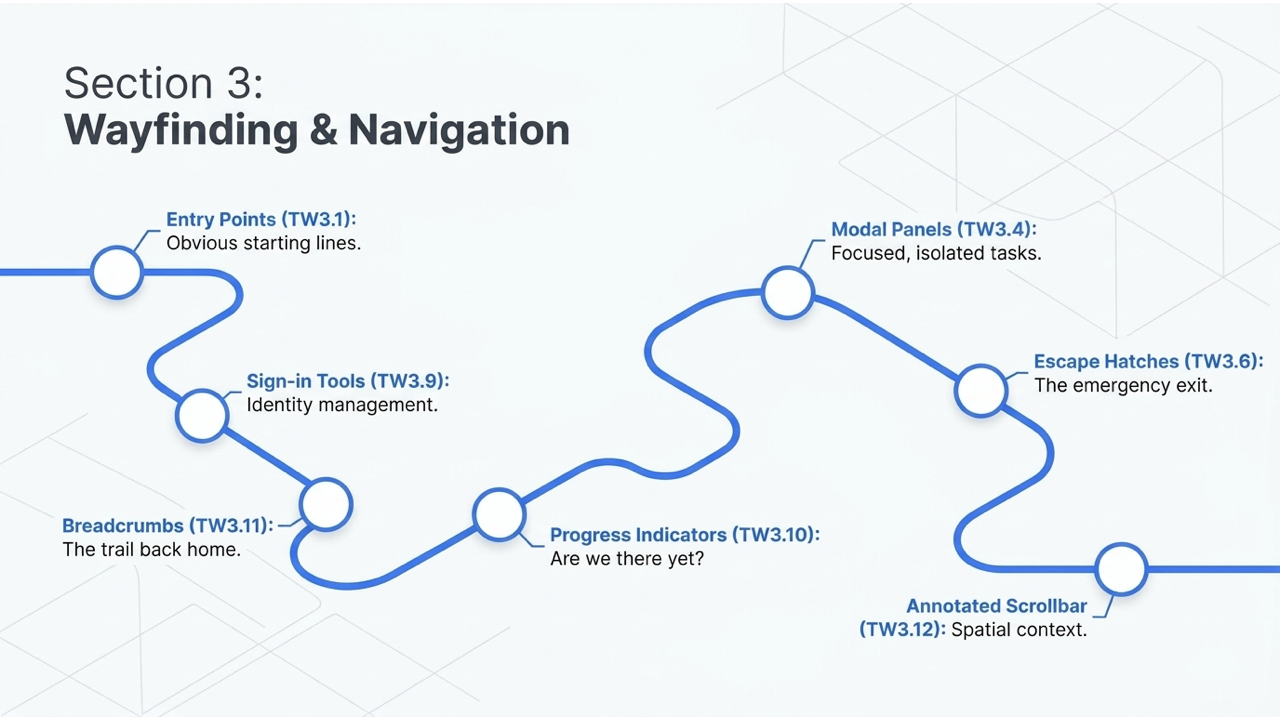 Section 3:
Wayfinding & Navigation
Entry Points (TW3.1):
Obvious starting lines.
Sign-in Tools (TW3.9):
Identity management.
Breadcrumbs (TW3.11):
The trail back home.
Progress Indicators (TW3.10):
Are we there yet?
Modal Panels (TW3.4):
Focused, isolated tasks.
Escape Hatches (TW3.6):
The emergency exit.
Annotated Scrollbar
(TW3.12): Spatial context.